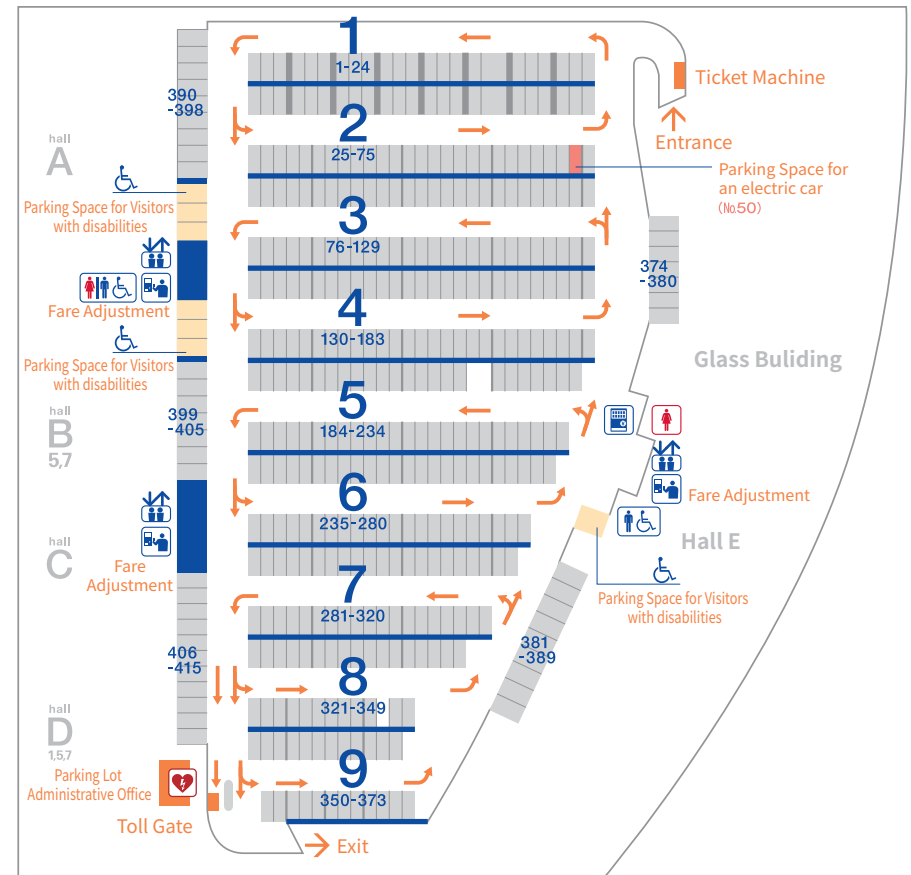 1
1-24
390
-398
Ticket Machine
2
hall
A
Entrance
25-75
Parking Space for
an electric car
(№50)
Parking Space for Visitors
with disabilities
3
76-129
374
-380
Fare Adjustment
4
130-183
Parking Space for Visitors
with disabilities
Glass Buliding
5
184-234
399
-405
hall
B
5,7
6
235-280
Fare Adjustment
Hall E
hall
C
Fare
Adjustment
7
281-320
Parking Space for Visitors
with disabilities
381
-389
406
-415
8
321-349
hall
D
1,5,7
9
350-373
Parking Lot
Administrative Office
Toll Gate
Exit